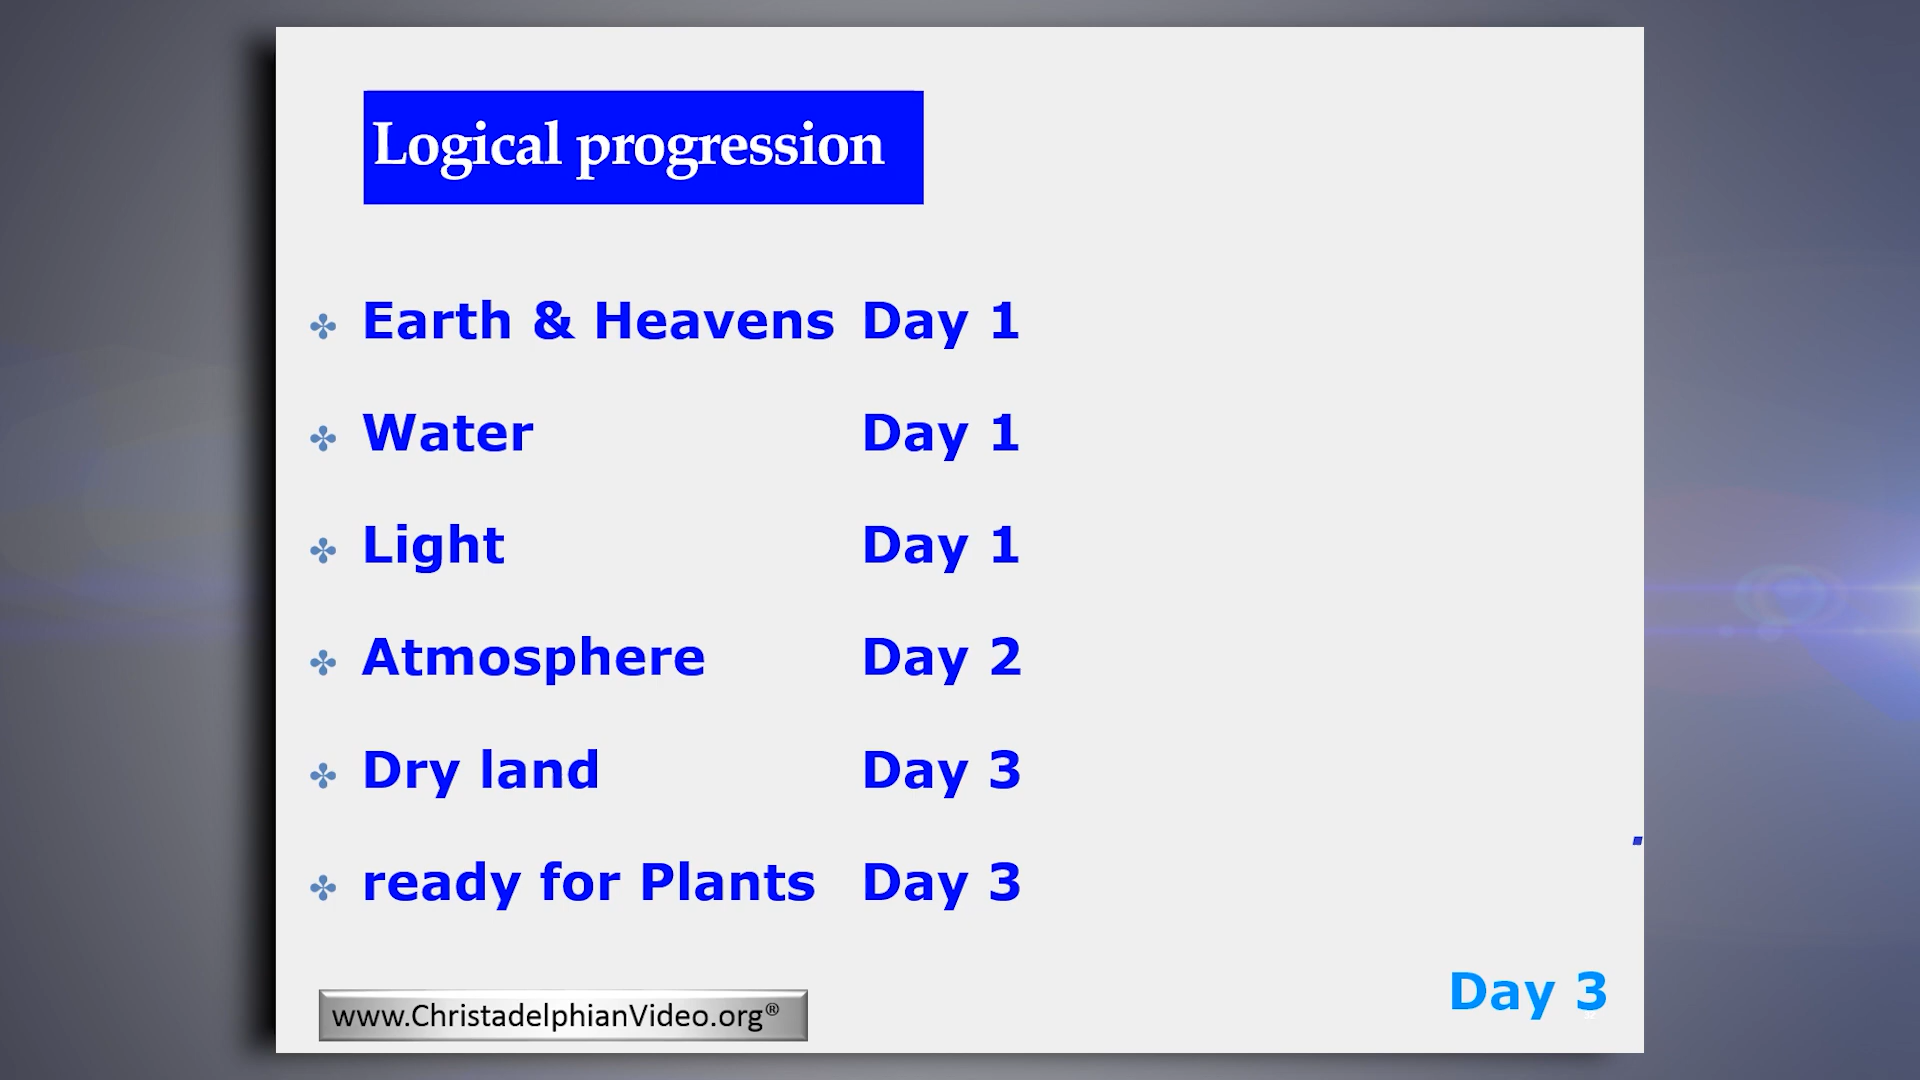 Logical progression
Earth & Heavens Day 1
Water Day 1
Light Day 1
Atmosphere Day 2
Dry land Day 3
ready for Plants Day 3
Day 3
www.ChristadelphianVideo.org®